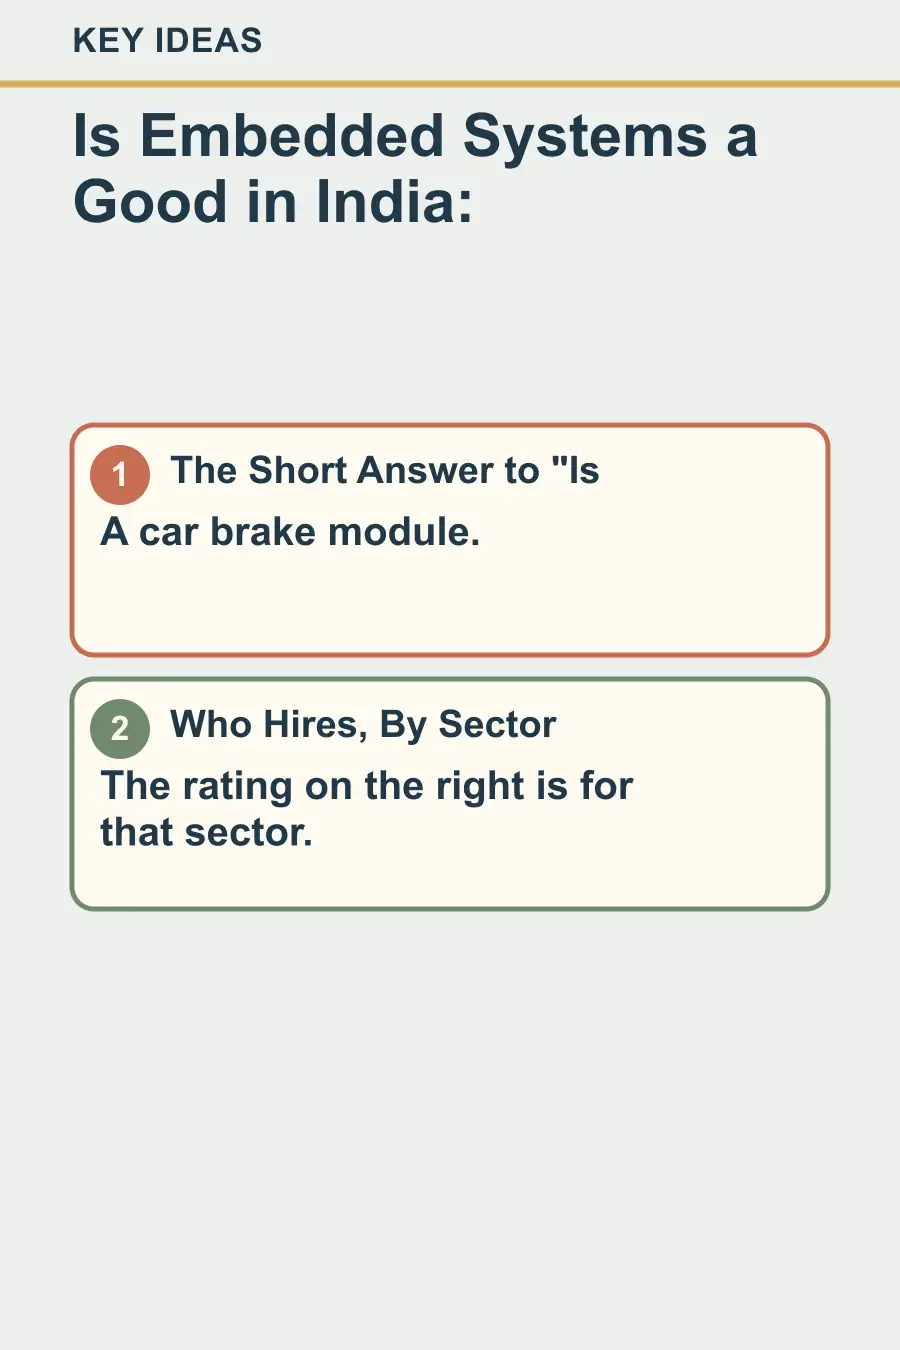 KEY IDEAS
Is Embedded Systems a
Good in India:
1 The Short Answer to "Is
A car brake module.
2 Who Hires, By Sector
The rating on the right is for
that sector.